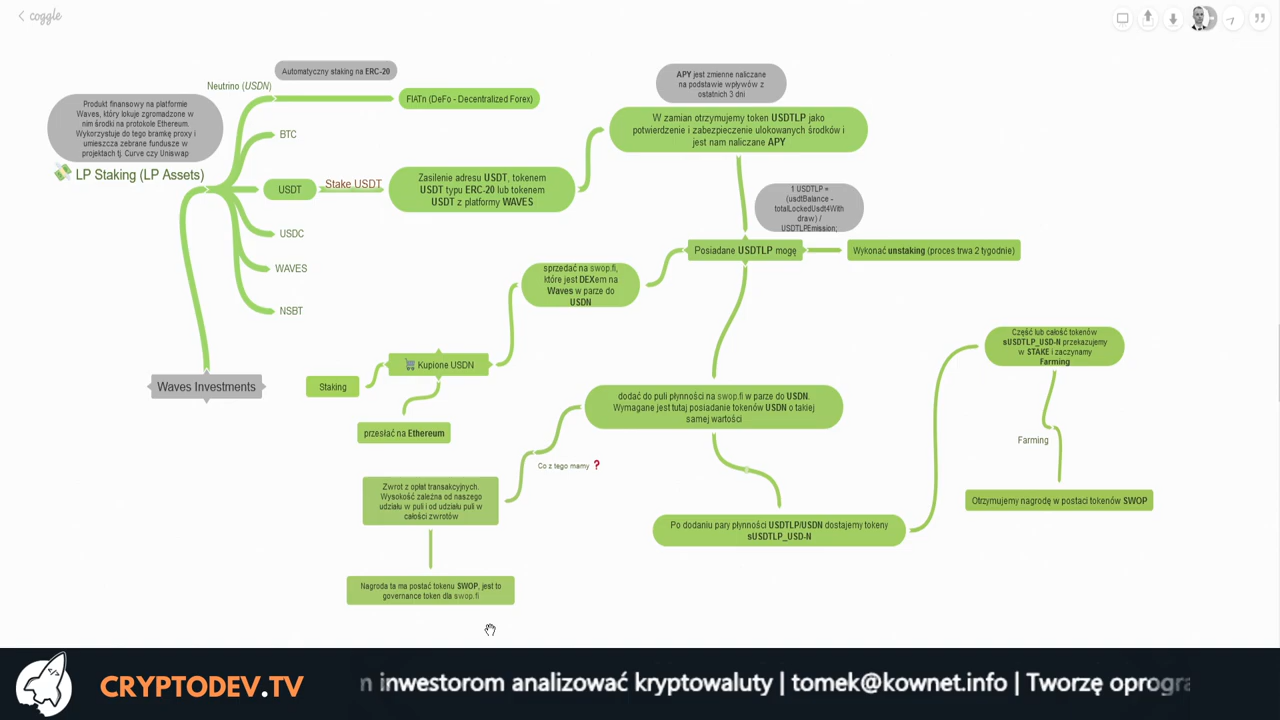 coggle
Automatyczny staking na ERC-20
Neutrino (USDN)
FIATn (DeFo - Decentralized Forex)
Produkt finansowy na platformie
Waves, który lokuje zgromadzone w
nim środki na protokole Ethereum.
Wykorzystuje do tego bramkę proxy i
umieszcza zebrane fundusze w
projektach tj. Curve czy Uniswap
LP Staking (LP Assets)
BTC
USDT
Stake USDT
Zasilenie adresu USDT, tokenem
USDT typu ERC-20 lub tokenem
USDT z platformy WAVES
USDC
WAVES
NSBT
Waves Investments
APY jest zmienne naliczane
na podstawie wpływów z
ostatnich 3 dni
W zamian otrzymujemy token USDTLP jako
potwierdzenie i zabezpieczenie ulokowanych środków i
jest nam naliczane APY
1 USDTLP =
(usdtBalance -
totalLockedUsdt4With
draw) /
USDTLPEmission;
Posiadane USDTLP mogę
Wykonać unstaking (proces trwa 2 tygodnie)
sprzedać na swop.fi,
które jest DEXem na
Waves w parze do
USDN
Kupione USDN
Staking
przesłać na Ethereum
dodać do puli płynności na swop.fi w parze do USDN.
Wymagane jest tutaj posiadanie tokenów USDN o takiej
samej wartości
Co z tego mamy ❓
Zwrot z opłat transakcyjnych.
Wysokość zależna od naszego
udziału w puli i od udziału puli w
całości zwrotów
Nagroda ta ma postać tokenu SWOP, jest to
governance token dla swop.fi
Po dodaniu pary płynności USDTLP/USDN dostajemy tokeny
sUSDTLP_USD-N
Część lub całość tokenów
sUSDTLP_USD-N przekazujemy
w STAKE i zaczynamy
Farming
Farming
Otrzymujemy nagrodę w postaci tokenów SWOP
CRYPTODEV.TV
n inwestorom analizować kryptowaluty | tomek@kownet.info | Tworzę oprogra